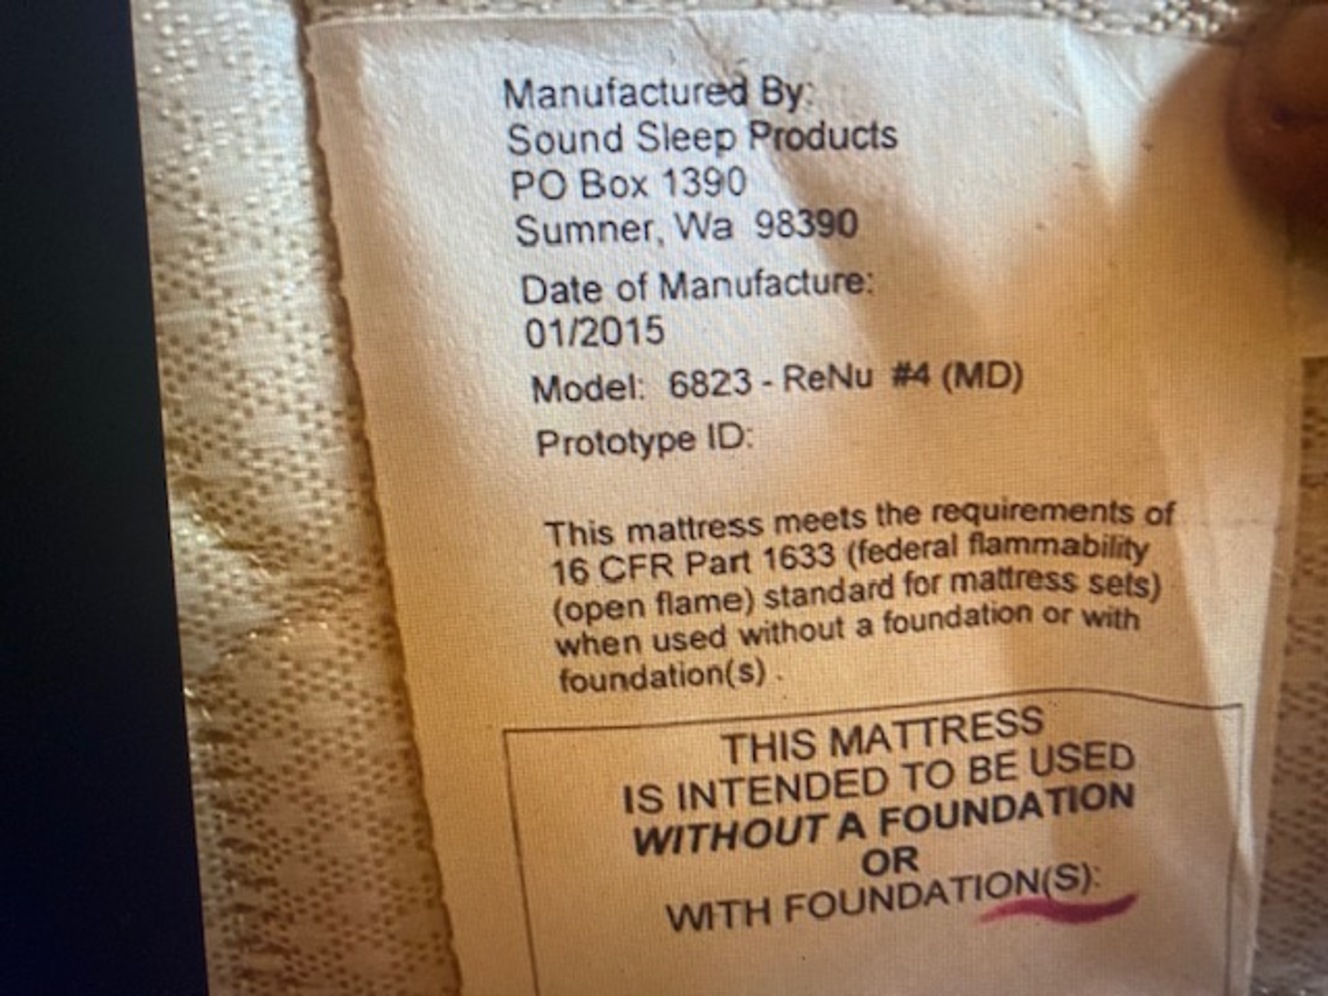 Manufactured By:
Sound Sleep Products
PO Box 1390
Sumner, Wa 98390
Date of Manufacture:
01/2015
Model: 6823 - ReNu #4 (MD)
Prototype ID:
This mattress meets the requirements of
16 CFR Part 1633 (federal flammability
(open flame) standard for mattress sets)
when used without a foundation or with
foundation(s) .
THIS MATTRESS
IS INTENDED TO BE USED
WITHOUT A FOUNDATION
OR
WITH FOUNDATION(S):